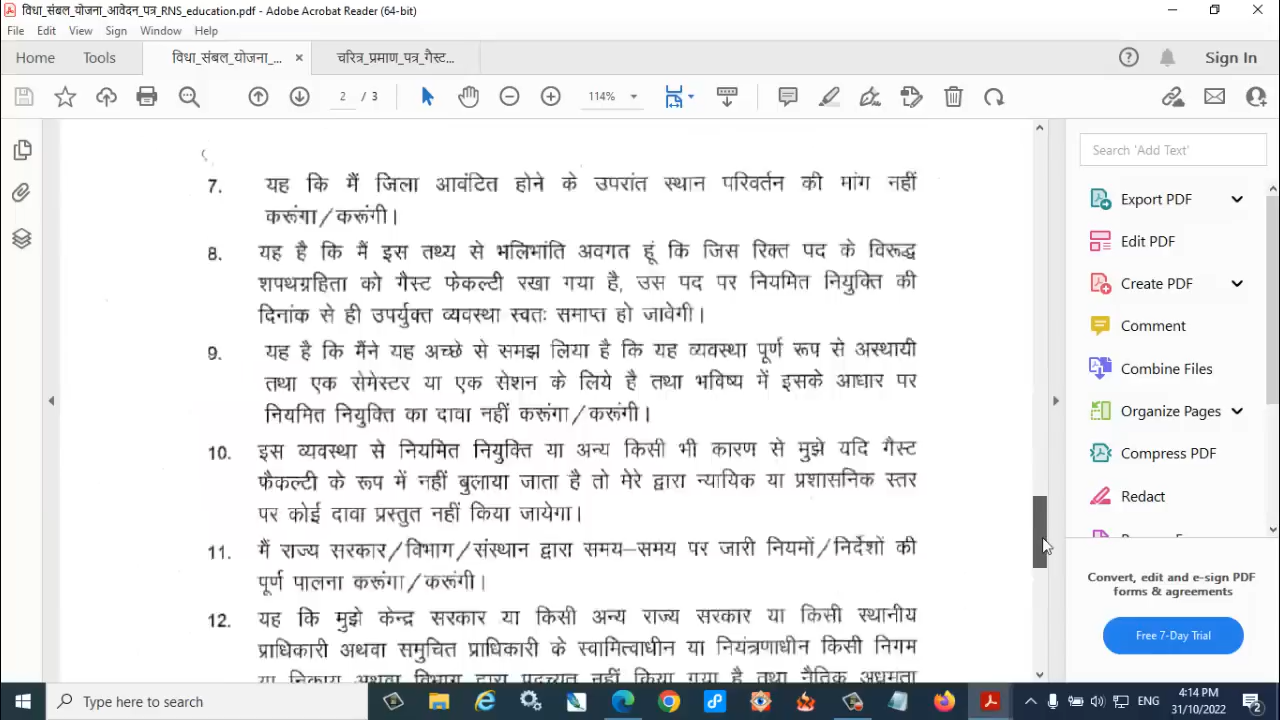 विधा_संबल_योजना_आवेदन_पत्र_RNS_education.pdf - Adobe Acrobat Reader (64-bit)
File Edit View Sign Window Help
Home Tools विधा_संबल_योजना_... × चरित्र_प्रमाण_पत्र_गैस्ट... Sign In
2 / 3 114%
Search 'Add Text'
7. यह कि मैं जिला आवंटित होने के उपरांत स्थान परिवर्तन की मांग नहीं
करूंगा/करूंगी।
8. यह है कि मैं इस तथ्य से भलिभांति अवगत हूं कि जिस रिक्त पद के विरूद्ध
शपथग्रहिता को गैस्ट फेकल्टी रखा गया है, उस पद पर नियमित नियुक्ति की
दिनांक से ही उपर्युक्त व्यवस्था स्वतः समाप्त हो जावेगी।
9. यह है कि मैंने यह अच्छे से समझ लिया है कि यह व्यवस्था पूर्ण रूप से अस्थायी
तथा एक सेमेस्टर या एक सेशन के लिये है तथा भविष्य में इसके आधार पर
नियमित नियुक्ति का दावा नहीं करूंगा/करूंगी।
10. इस व्यवस्था से नियमित नियुक्ति या अन्य किसी भी कारण से मुझे यदि गैस्ट
फैकल्टी के रूप में नहीं बुलाया जाता है तो मेरे द्वारा न्यायिक या प्रशासनिक स्तर
पर कोई दावा प्रस्तुत नहीं किया जायेगा।
11. मैं राज्य सरकार/विभाग/संस्थान द्वारा समय–समय पर जारी नियमों/निर्देशों की
पूर्ण पालना करूंगा/करूंगी।
12. यह कि मुझे केन्द्र सरकार या किसी अन्य राज्य सरकार या किसी स्थानीय
प्राधिकारी अथवा समुचित प्राधिकारी के स्वामित्वाधीन या नियंत्रणाधीन किसी निगम
या निकाय अथवा विभाग द्वारा पदच्युत नहीं किया गया है तथा नैतिक अधमता
Export PDF
Edit PDF
Create PDF
Comment
Combine Files
Organize Pages
Compress PDF
Redact
Convert, edit and e-sign PDF
forms & agreements
Free 7-Day Trial
Type here to search
ENG
4:14 PM
31/10/2022
2